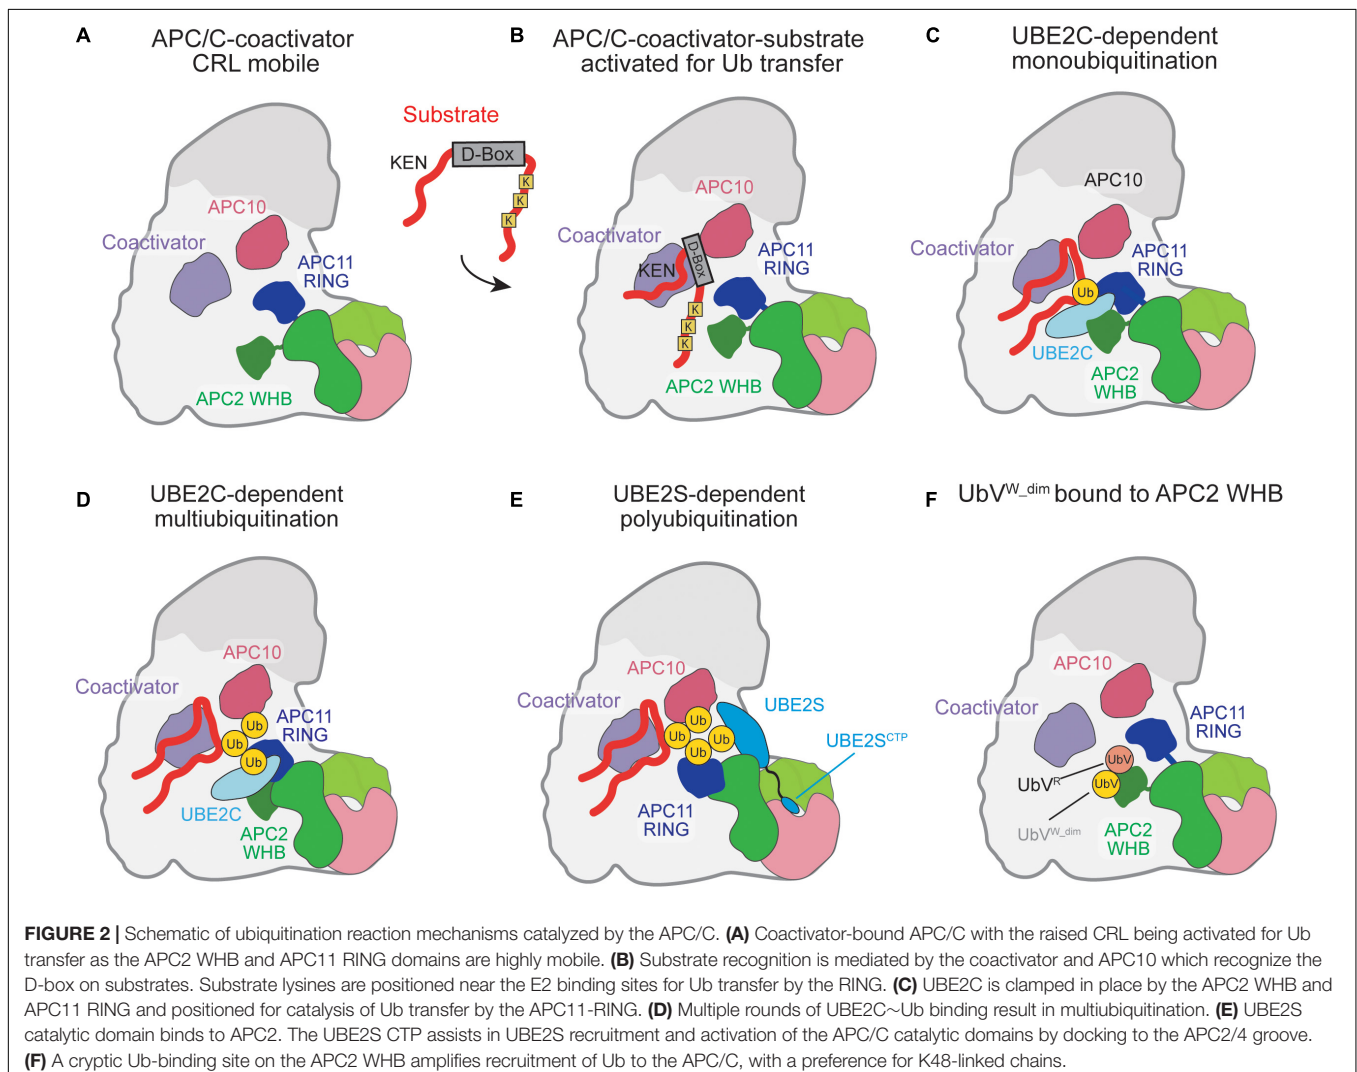 A
APC/C-coactivator
CRL mobile
APC10
Coactivator
APC11
RING
APC2 WHB
Substrate
KEN
D-Box
K
K
K
B
APC/C-coactivator-substrate
activated for Ub transfer
APC10
Coactivator
KEN
D-Box
APC11
RING
K
K
K
APC2 WHB
C
UBE2C-dependent
monoubiquitination
APC10
Coactivator
APC11
RING
Ub
UBE2C
APC2
WHB
D
UBE2C-dependent
multiubiquitination
APC10
Coactivator
APC11
RING
Ub
Ub
Ub
UBE2C
APC2
WHB
E
UBE2S-dependent
polyubiquitination
APC10
Coactivator
UBE2S
UBE2S^CTP
Ub
Ub
Ub
Ub
APC11
RING
F
UbV^W_dim bound to APC2 WHB
APC10
Coactivator
APC11
RING
UbV
UbV
UbV^R
UbV^W_dim
APC2
WHB
FIGURE 2 | Schematic of ubiquitination reaction mechanisms catalyzed by the APC/C. (A) Coactivator-bound APC/C with the raised CRL being activated for Ub
transfer as the APC2 WHB and APC11 RING domains are highly mobile. (B) Substrate recognition is mediated by the coactivator and APC10 which recognize the
D-box on substrates. Substrate lysines are positioned near the E2 binding sites for Ub transfer by the RING. (C) UBE2C is clamped in place by the APC2 WHB and
APC11 RING and positioned for catalysis of Ub transfer by the APC11-RING. (D) Multiple rounds of UBE2C~Ub binding result in multiubiquitination. (E) UBE2S
catalytic domain binds to APC2. The UBE2S CTP assists in UBE2S recruitment and activation of the APC/C catalytic domains by docking to the APC2/4 groove.
(F) A cryptic Ub-binding site on the APC2 WHB amplifies recruitment of Ub to the APC/C, with a preference for K48-linked chains.